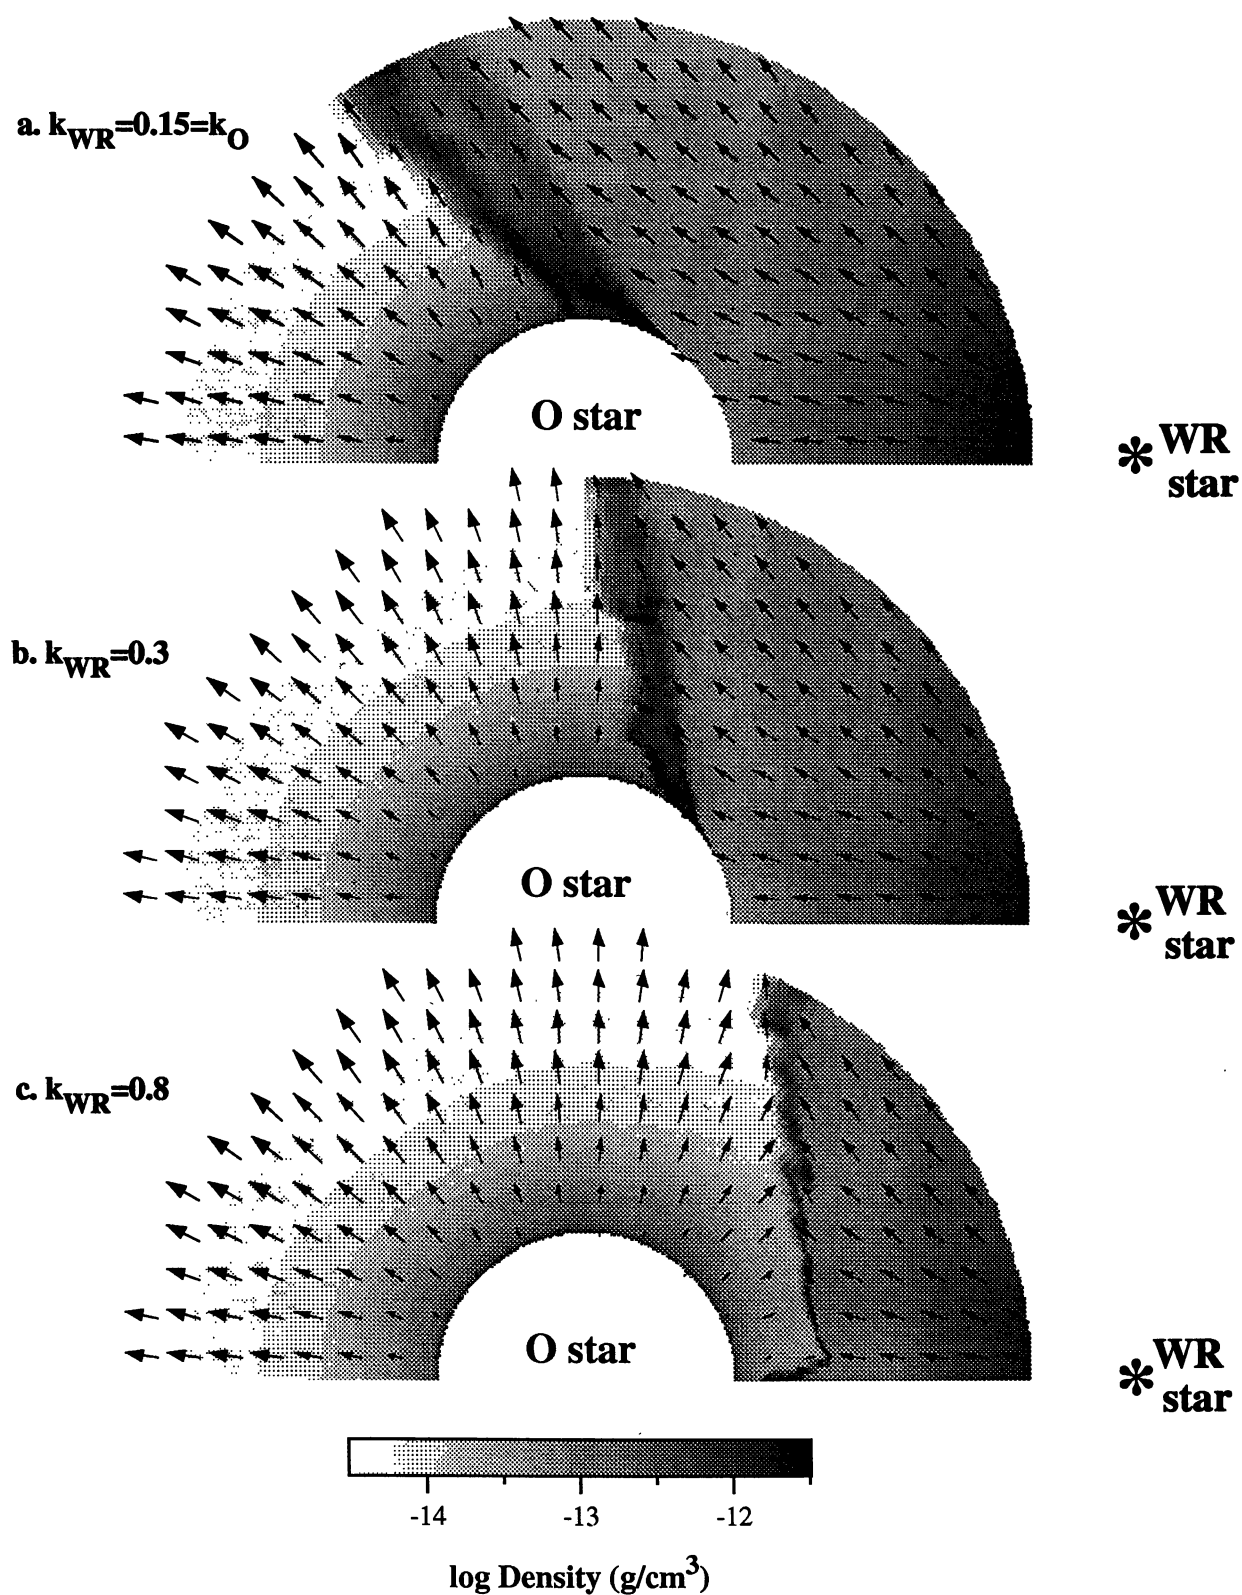 a. k_WR=0.15=k_O
O star
WR
star
b. k_WR=0.3
O star
WR
star
c. k_WR=0.8
O star
WR
star
-14 -13 -12
log Density (g/cm³)